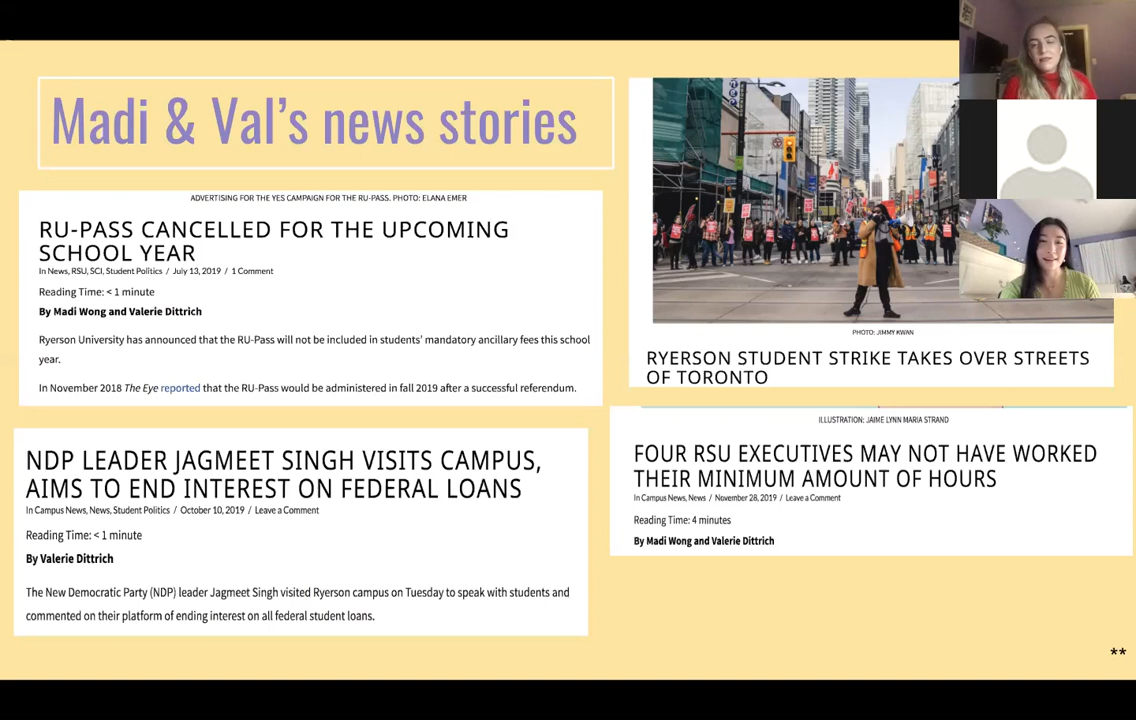 Madi & Val's news stories
ADVERTISING FOR THE YES CAMPAIGN FOR THE RU-PASS. PHOTO: ELANA EMER
RU-PASS CANCELLED FOR THE UPCOMING
SCHOOL YEAR
In News, RSU, SCI, Student Politics / July 13, 2019 / 1 Comment
Reading Time: < 1 minute
By Madi Wong and Valerie Dittrich
Ryerson University has announced that the RU-Pass will not be included in students' mandatory ancillary fees this school
year.
In November 2018 The Eye reported that the RU-Pass would be administered in fall 2019 after a successful referendum.
NDP LEADER JAGMEET SINGH VISITS CAMPUS,
AIMS TO END INTEREST ON FEDERAL LOANS
In Campus News, News, Student Politics / October 10, 2019 / Leave a Comment
Reading Time: < 1 minute
By Valerie Dittrich
The New Democratic Party (NDP) leader Jagmeet Singh visited Ryerson campus on Tuesday to speak with students and
commented on their platform of ending interest on all federal student loans.
PHOTO: JIMMY KWAN
RYERSON STUDENT STRIKE TAKES OVER STREETS
OF TORONTO
ILLUSTRATION: JAIME LYNN MARIA STRAND
FOUR RSU EXECUTIVES MAY NOT HAVE WORKED
THEIR MINIMUM AMOUNT OF HOURS
In Campus News, News / November 28, 2019 / Leave a Comment
Reading Time: 4 minutes
By Madi Wong and Valerie Dittrich
**